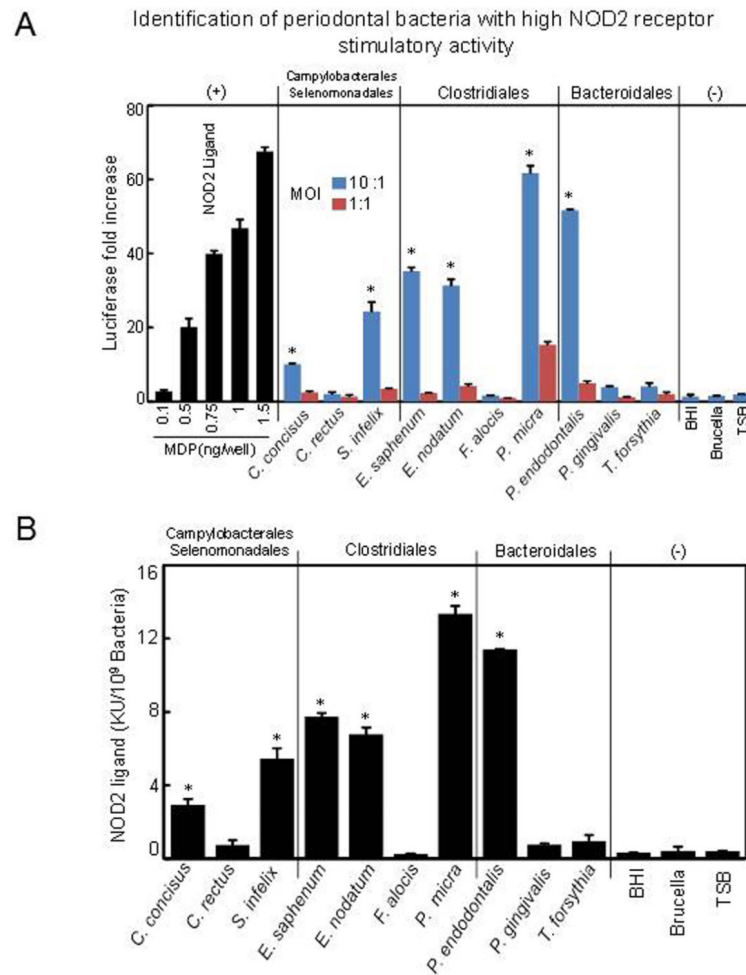 A
Identification of periodontal bacteria with high NOD2 receptor
stimulatory activity
(+)
Campylobacterales
Selenomonadales
Clostridiales
Bacteroidales
(-)
Luciferase fold increase
80
60
40
20
0
NOD2 Ligand
MOI
10 :1
1:1
*
*
*
*
*
*
0.1
0.5
0.75
1
1.5
MDP(ng/well)
C. concisus
C. rectus
S. infelix
E. saphenum
E. nodatum
F. alocis
P. micra
P. endodontalis
P. gingivalis
T. forsythia
BHI
Brucella
TSB
B
Campylobacterales
Selenomonadales
Clostridiales
Bacteroidales
(-)
NOD2 ligand (KU/10⁹ Bacteria)
16
12
8
4
0
*
*
*
*
*
*
C. concisus
C. rectus
S. infelix
E. saphenum
E. nodatum
F. alocis
P. micra
P. endodontalis
P. gingivalis
T. forsythia
BHI
Brucella
TSB